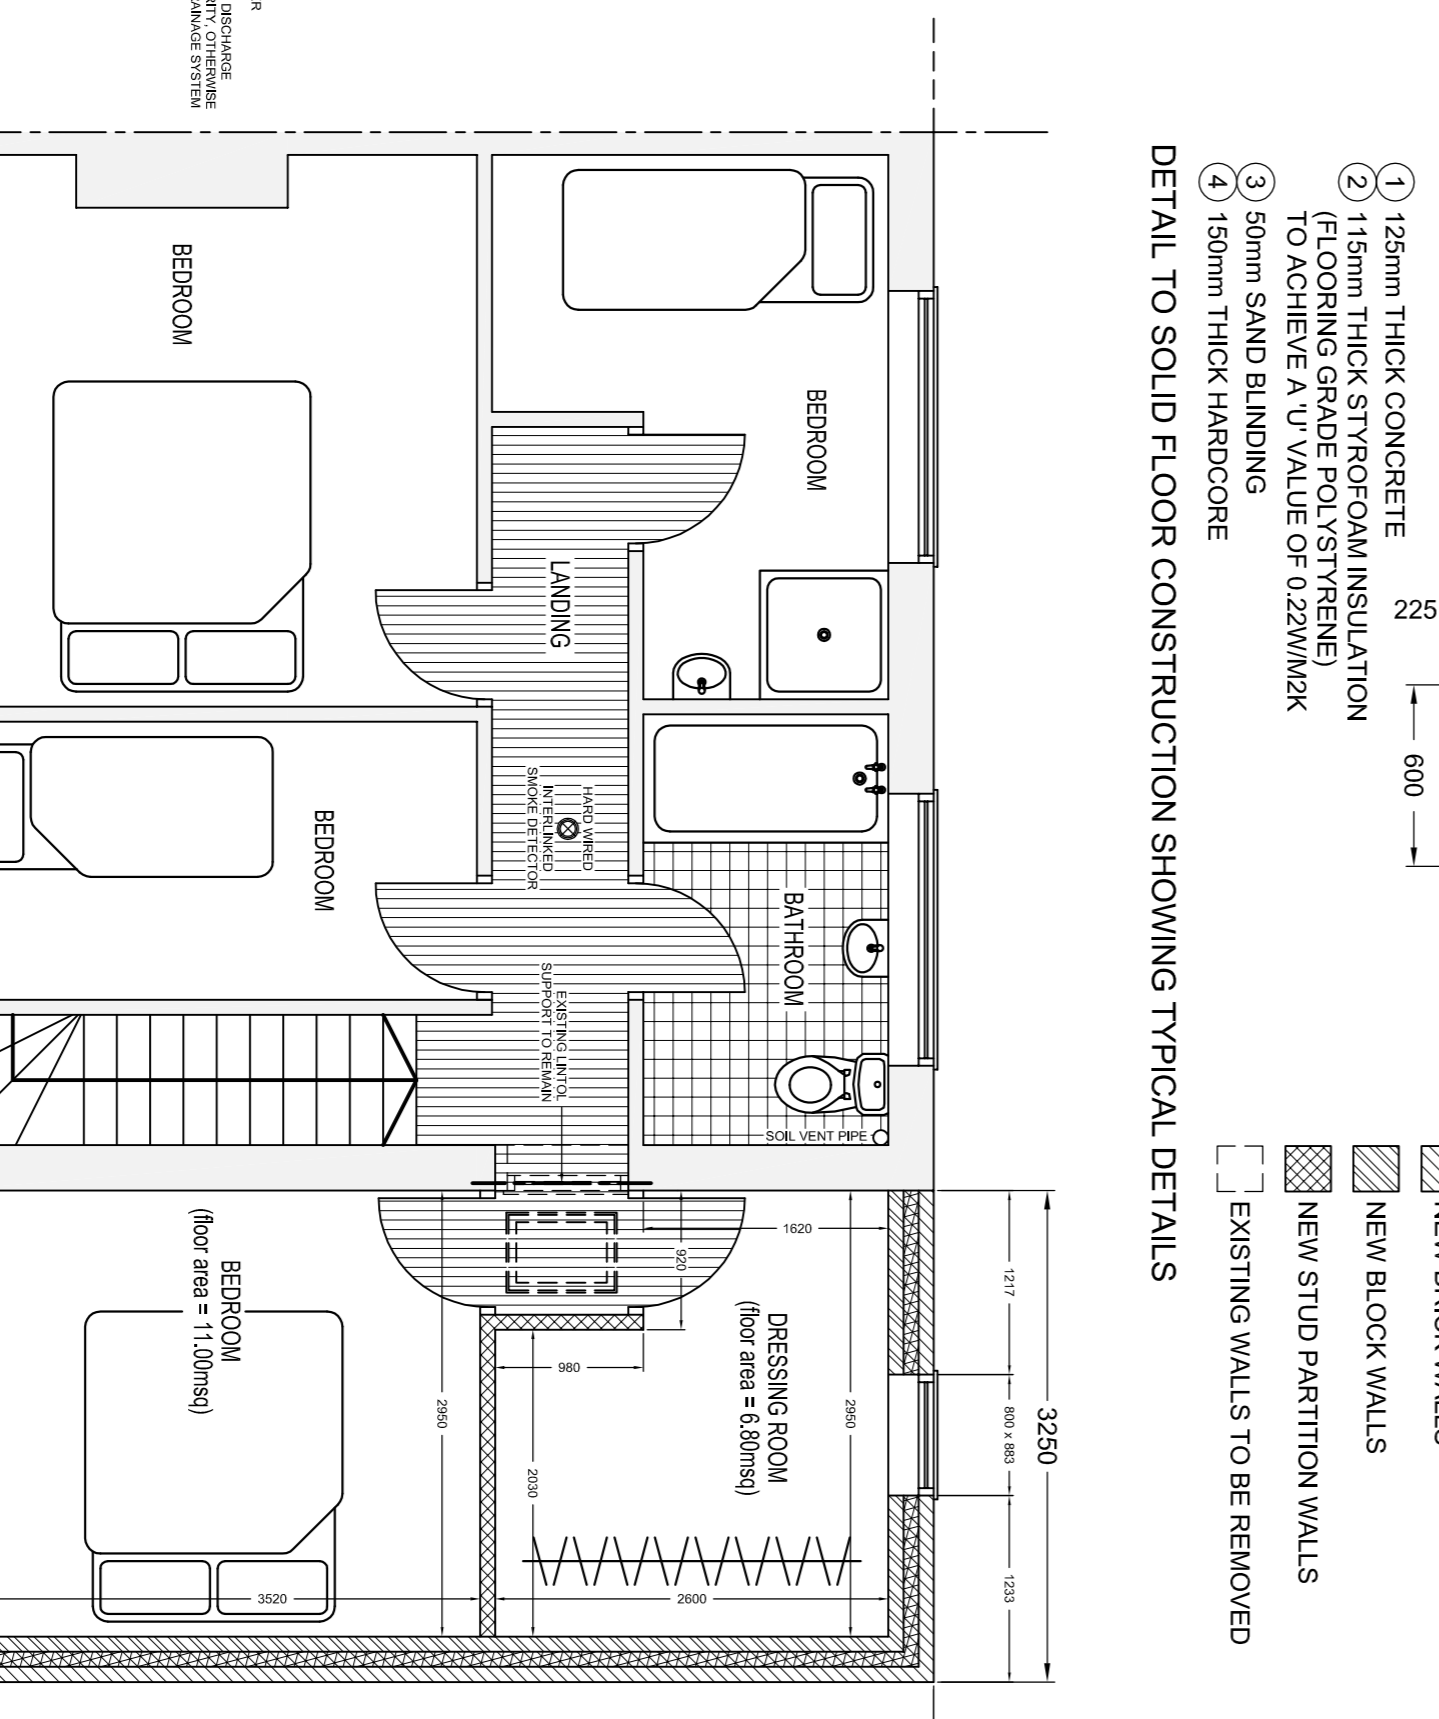 ① 125mm THICK CONCRETE
② 115mm THICK STYROFOAM INSULATION
(FLOORING GRADE POLYSTYRENE)
TO ACHIEVE A 'U' VALUE OF 0.22W/M2K
③ 50mm SAND BLINDING
④ 150mm THICK HARDCORE
DETAIL TO SOLID FLOOR CONSTRUCTION SHOWING TYPICAL DETAILS
225
600
NEW BRICK WALLS
NEW BLOCK WALLS
NEW STUD PARTITION WALLS
EXISTING WALLS TO BE REMOVED
3250
1217
800 x 883
1233
BEDROOM
BATHROOM
SOIL VENT PIPE
1620
920
DRESSING ROOM
(floor area = 6.80msq)
2950
980
2030
2600
LANDING
HARD WIRED
INTERLINKED
SMOKE DETECTOR
EXISTING LINTOL
SUPPORT TO REMAIN
BEDROOM
BEDROOM
2950
BEDROOM
(floor area = 11.00msq)
3520
DISCHARGE
RITY, OTHERWISE
AINAGE SYSTEM